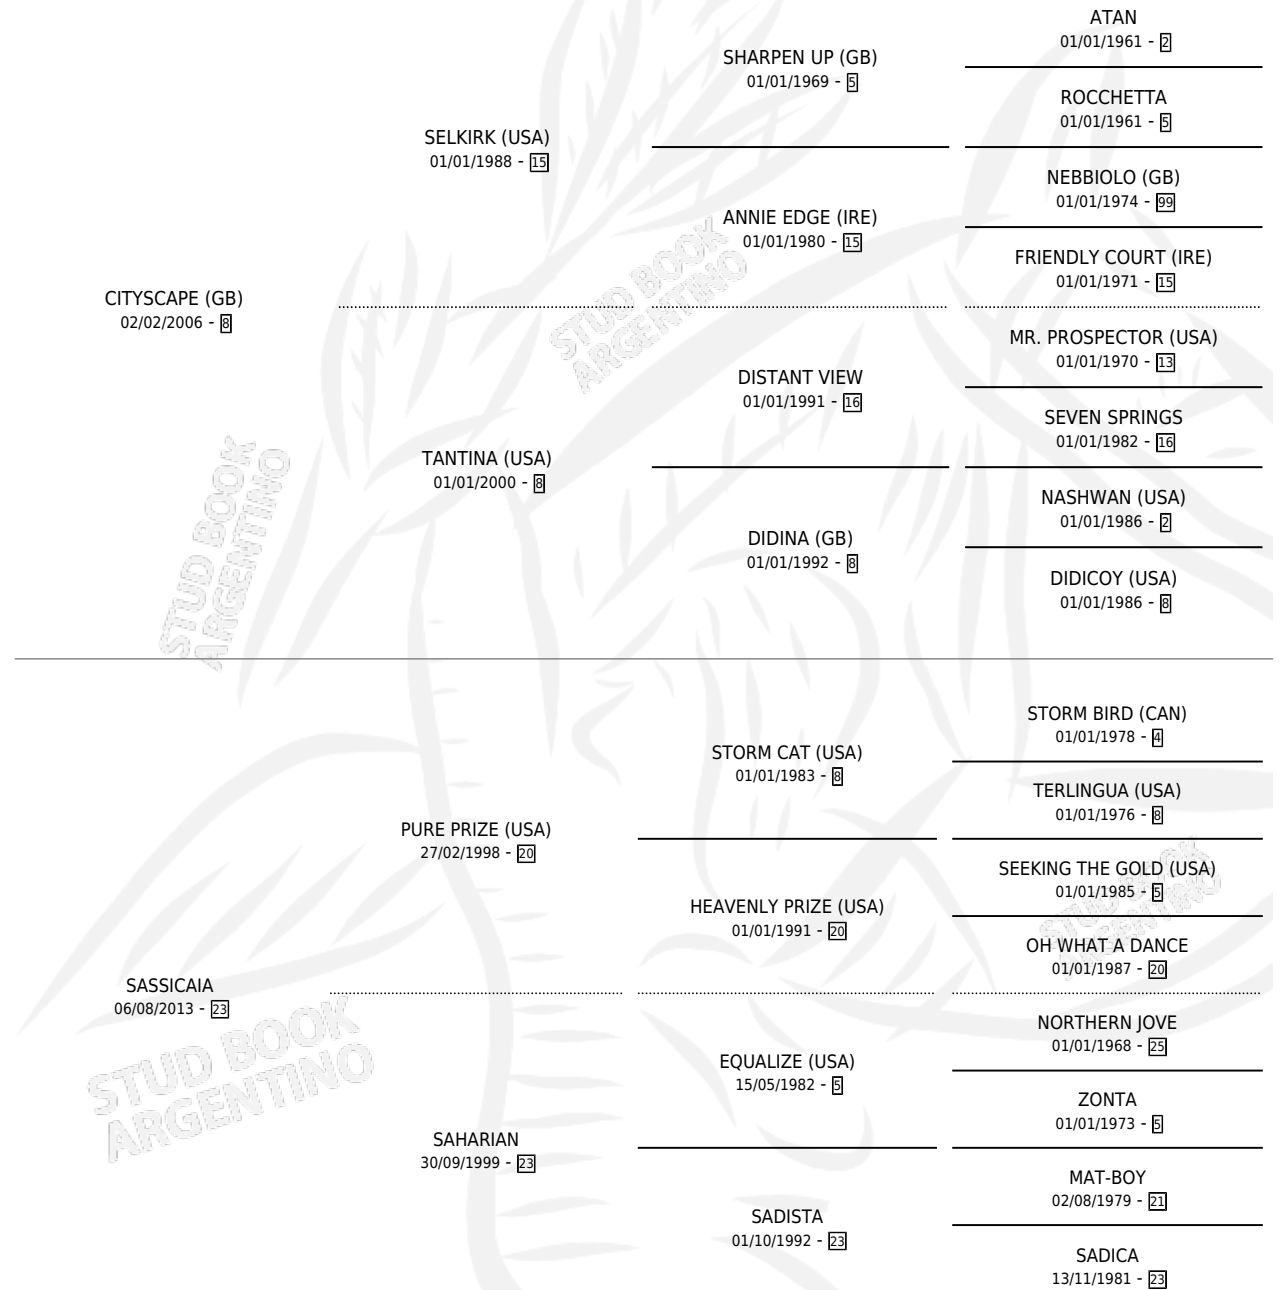 ATAN
01/01/1961 - 2
SHARPEN UP (GB)
01/01/1969 - 5
ROCCHETTA
01/01/1961 - 5
SELKIRK (USA)
01/01/1988 - 15
NEBBIOLO (GB)
01/01/1974 - 99
ANNIE EDGE (IRE)
01/01/1980 - 15
FRIENDLY COURT (IRE)
01/01/1971 - 15
CITYSCAPE (GB)
02/02/2006 - 8
MR. PROSPECTOR (USA)
01/01/1970 - 13
DISTANT VIEW
01/01/1991 - 16
SEVEN SPRINGS
01/01/1982 - 16
TANTINA (USA)
01/01/2000 - 8
NASHWAN (USA)
01/01/1986 - 2
DIDINA (GB)
01/01/1992 - 8
DIDICOY (USA)
01/01/1986 - 8
STUD BOOK
ARGENTINO
STUD BOOK
ARGENTINO
STORM BIRD (CAN)
01/01/1978 - 4
STORM CAT (USA)
01/01/1983 - 8
TERLINGUA (USA)
01/01/1976 - 8
PURE PRIZE (USA)
27/02/1998 - 20
SEEKING THE GOLD (USA)
01/01/1985 - 5
HEAVENLY PRIZE (USA)
01/01/1991 - 20
OH WHAT A DANCE
01/01/1987 - 20
SASSICAIA
06/08/2013 - 23
NORTHERN JOVE
01/01/1968 - 25
EQUALIZE (USA)
15/05/1982 - 5
ZONTA
01/01/1973 - 5
SAHARIAN
30/09/1999 - 23
MAT-BOY
02/08/1979 - 21
SADISTA
01/10/1992 - 23
SADICA
13/11/1981 - 23
STUD BOOK
ARGENTINO
STUD BOOK
ARGENTINO